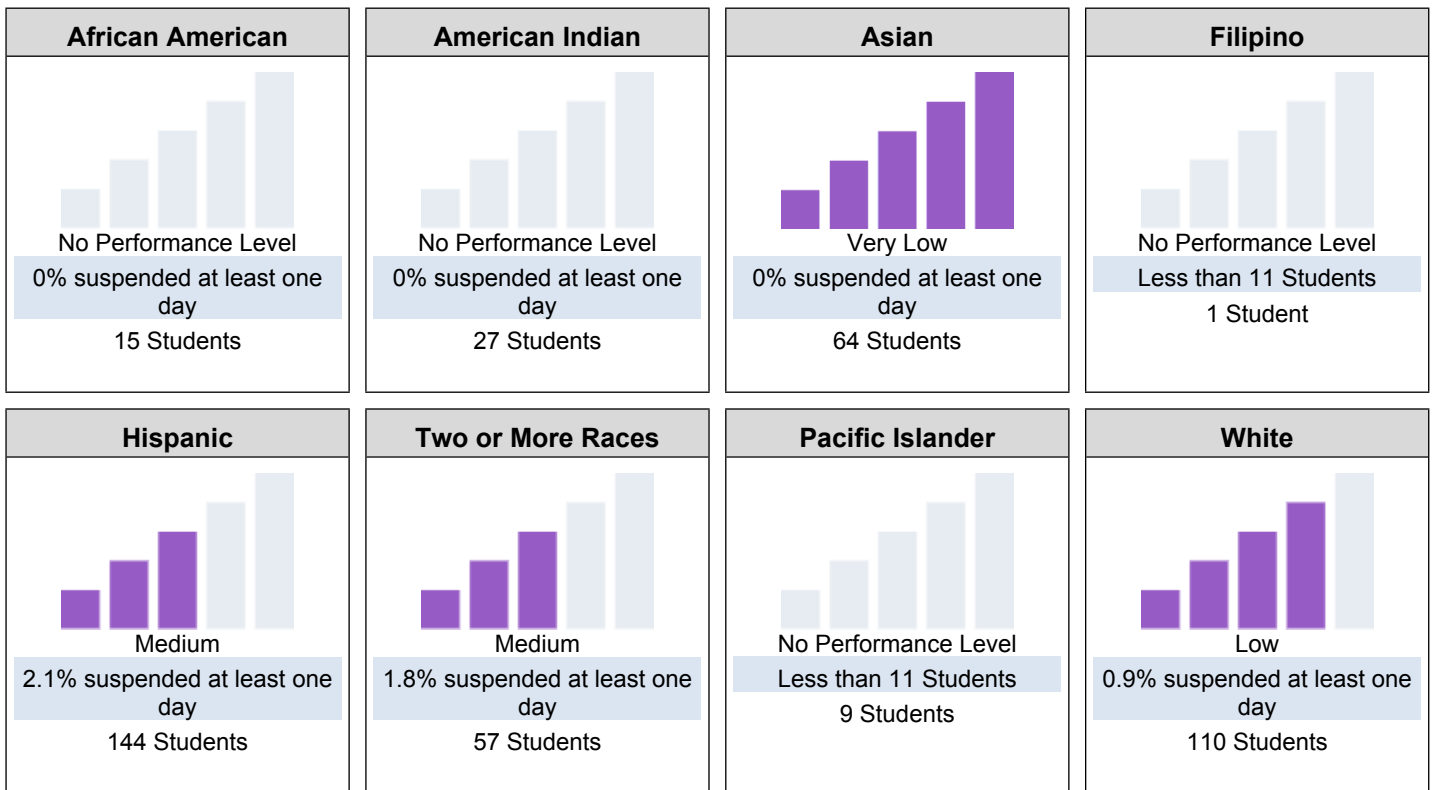 African American
No Performance Level
0% suspended at least one
day
15 Students
American Indian
No Performance Level
0% suspended at least one
day
27 Students
Asian
Very Low
0% suspended at least one
day
64 Students
Filipino
No Performance Level
Less than 11 Students
1 Student
Hispanic
Medium
2.1% suspended at least one
day
144 Students
Two or More Races
Medium
1.8% suspended at least one
day
57 Students
Pacific Islander
No Performance Level
Less than 11 Students
9 Students
White
Low
0.9% suspended at least one
day
110 Students